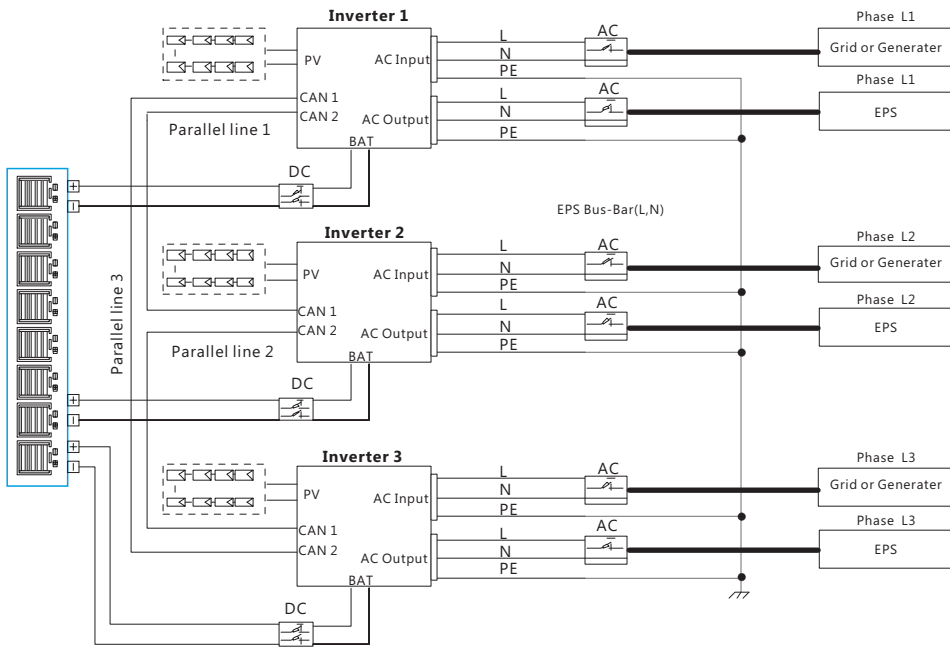 Inverter 1
PV
CAN 1
CAN 2
AC Input
AC Output
BAT
L
N
PE
L
N
PE
AC
AC
Phase L1
Grid or Generater
Phase L1
EPS
Parallel line 1
DC
+
−
EPS Bus-Bar(L,N)
Inverter 2
PV
CAN 1
CAN 2
AC Input
AC Output
BAT
L
N
PE
L
N
PE
AC
AC
Phase L2
Grid or Generater
Phase L2
EPS
Parallel line 3
Parallel line 2
DC
+
−
+
−
Inverter 3
PV
CAN 1
CAN 2
AC Input
AC Output
BAT
L
N
PE
L
N
PE
AC
AC
Phase L3
Grid or Generater
Phase L3
EPS
DC